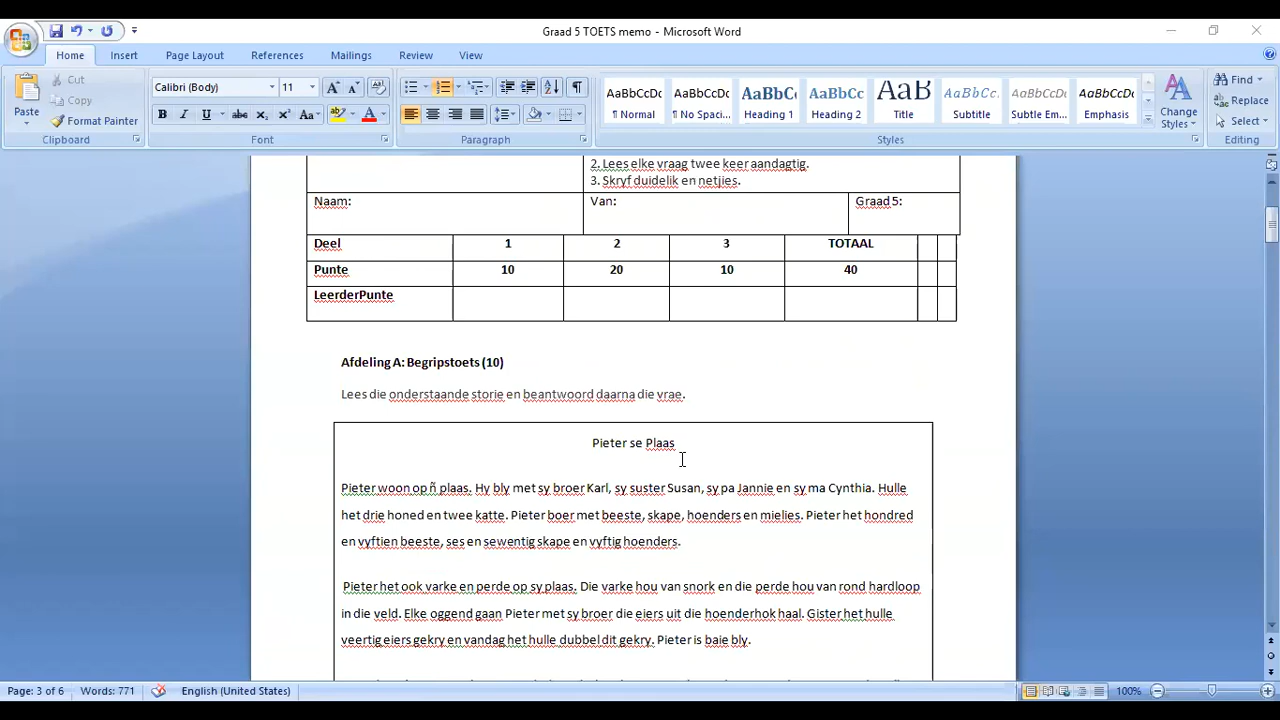 Graad 5 TOETS memo - Microsoft Word
Home Insert Page Layout References Mailings Review View
Paste
Cut
Copy
Format Painter
Clipboard
Calibri (Body) 11
Font
Paragraph
AaBbCcDc AaBbCcDc AaBbC AaBbCc AaB AaBbCc. AaBbCcDc AaBbCcDc
¶ Normal ¶ No Spaci... Heading 1 Heading 2 Title Subtitle Subtle Em... Emphasis
Styles
Change Styles
Find
Replace
Select
Editing
2. Lees elke vraag twee keer aandagtig.
3. Skryf duidelik en netjies.
Naam: Van: Graad 5:
Deel 1 2 3 TOTAAL
Punte 10 20 10 40
LeerderPunte
Afdeling A: Begripstoets (10)
Lees die onderstaande storie en beantwoord daarna die vrae.
Pieter se Plaas
Pieter woon op ñ plaas. Hy bly met sy broer Karl, sy suster Susan, sy pa Jannie en sy ma Cynthia. Hulle
het drie honed en twee katte. Pieter boer met beeste, skape, hoenders en mielies. Pieter het hondred
en vyftien beeste, ses en sewentig skape en vyftig hoenders.
Pieter het ook varke en perde op sy plaas. Die varke hou van snork en die perde hou van rond hardloop
in die veld. Elke oggend gaan Pieter met sy broer die eiers uit die hoenderhok haal. Gister het hulle
veertig eiers gekry en vandag het hulle dubbel dit gekry. Pieter is baie bly.
Page: 3 of 6 Words: 771 English (United States) 100%